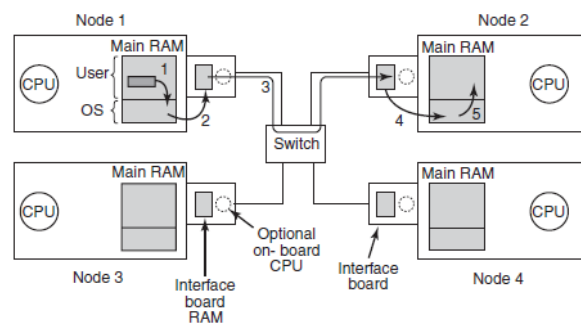 Node 1
Node 2
Main RAM
Main RAM
User
OS
CPU
CPU
1
2
3
4
5
Switch
Main RAM
Main RAM
CPU
CPU
Node 3
Interface
board
RAM
Optional
on- board
CPU
Interface
board
Node 4